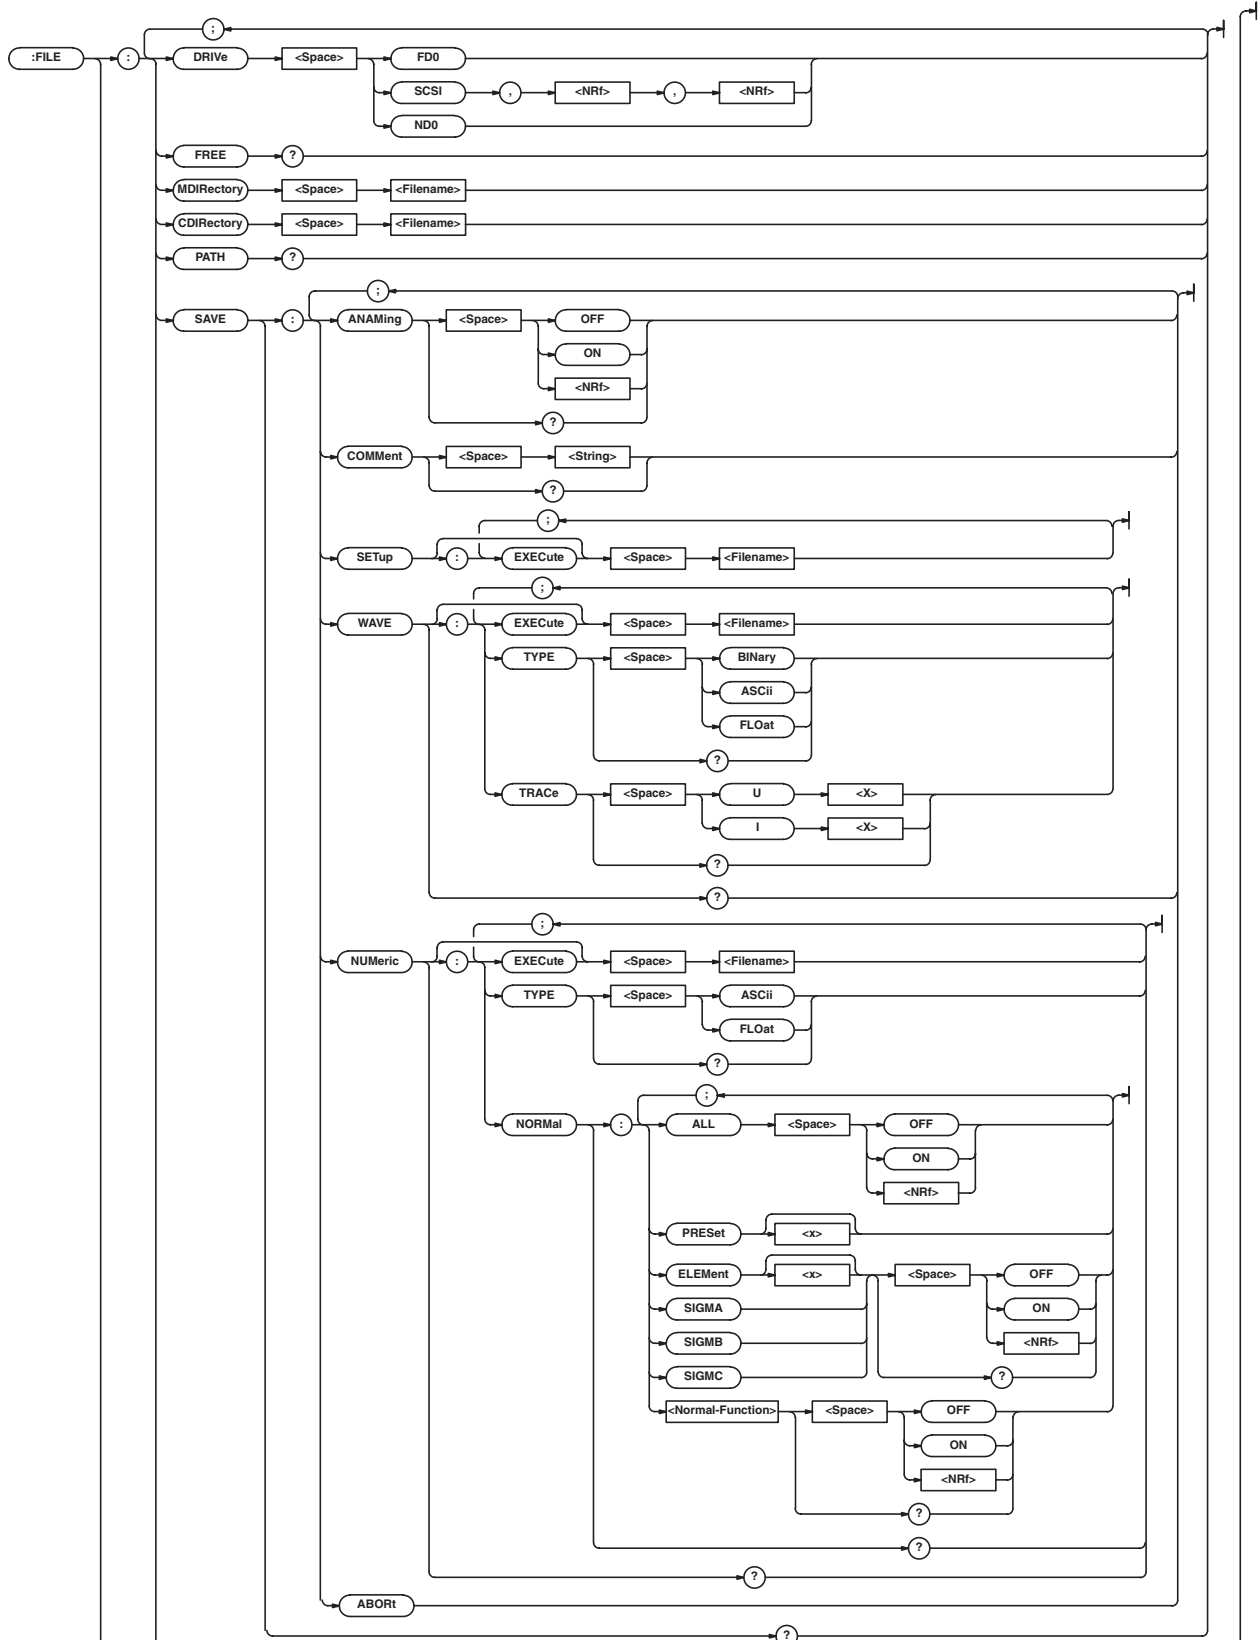 ;
:FILE : DRIVe <Space> FD0
SCSI , <NRf> , <NRf>
ND0
FREE ?
MDIRectory <Space> <Filename>
CDIRectory <Space> <Filename>
PATH ?
;
SAVE : ANAMing <Space> OFF
ON
<NRf>
?
COMMent <Space> <String>
?
;
SETup : EXECute <Space> <Filename>
;
WAVE : EXECute <Space> <Filename>
TYPE <Space> BINary
ASCii
FLOat
?
TRACe <Space> U <X>
I <X>
?
?
;
NUMeric : EXECute <Space> <Filename>
TYPE <Space> ASCii
FLOat
?
;
NORMal : ALL <Space> OFF
ON
<NRf>
PRESet <x>
ELEMent <x> <Space> OFF
SIGMA ON
SIGMB <NRf>
SIGMC ?
<Normal-Function> <Space> OFF
ON
<NRf>
?
?
?
ABORt
?